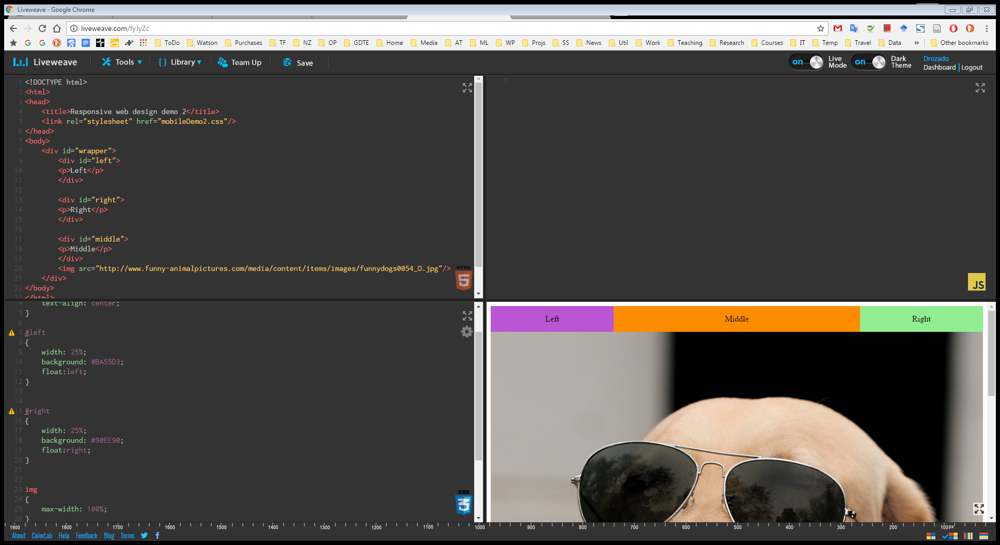 Liveweave - Google Chrome
liveweave.com/fyJyZc
ToDo Watson Purchases TF NZ OP GDTE Home Media AT ML WP Projs SS News Util Work Teaching Research Courses IT Temp Travel Data » Other bookmarks
Liveweave Tools ▼ { } Library ▼ Team Up Save on Live Mode on Dark Theme Drozado Dashboard | Logout
1 <!DOCTYPE html>
2 <html>
3 <head>
4 <title>Responsive web design demo 2</title>
5 <link rel="stylesheet" href="mobileDemo2.css"/>
6 </head>
7 <body>
8 <div id="wrapper">
9 <div id="left">
10 <p>Left</p>
11 </div>
12
13 <div id="right">
14 <p>Right</p>
15 </div>
16
17 <div id="middle">
18 <p>Middle</p>
19 </div>
20 <img src="http://www.funny-animalpictures.com/media/content/items/images/funnydogs0054_O.jpg"/>
21 </div>
22 </body>
23 </html>
HTML
5
1
JS
4 text-align: center;
5 }
6
7 #left
8 {
9 width: 25%;
10 background: #BA55D3;
11 float:left;
12 }
13
14
15 #right
16 {
17 width: 25%;
18 background: #90EE90;
19 float:right;
20 }
21
22
23 img
24 {
25 max-width: 100%;
26 }
CSS
3
Left Middle Right
1900 1800 1700 1600 1500 1400 1300 1200 1100 1000 900 800 700 600 500 400 300 200 100px
About ColorLab Help Feedback Blog Terms